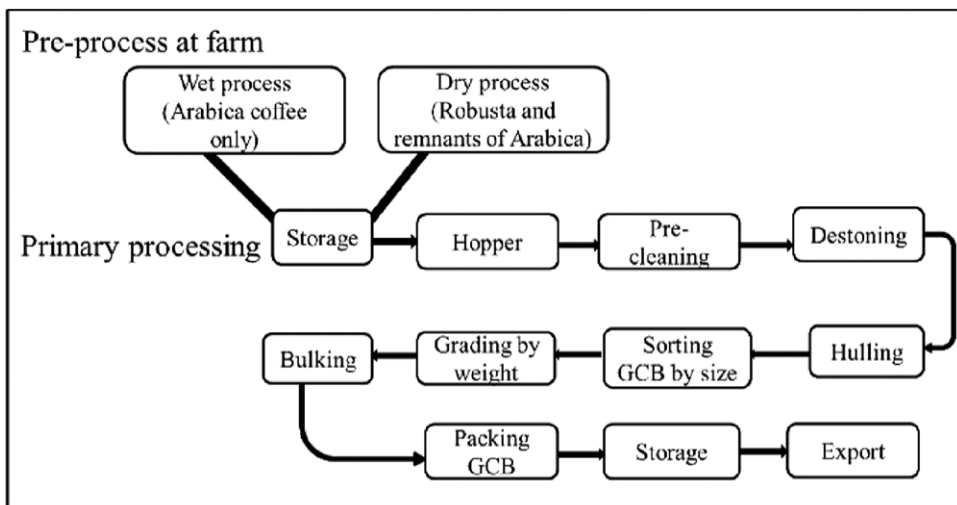 Pre-process at farm
Wet process
(Arabica coffee
only)
Dry process
(Robusta and
remnants of Arabica)
Primary processing
Storage
Hopper
Pre-
cleaning
Destoning
Hulling
Sorting
GCB by size
Grading by
weight
Bulking
Packing
GCB
Storage
Export